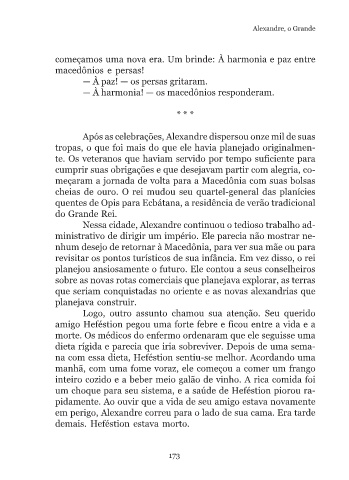 Alexandre, o Grande
começamos uma nova era. Um brinde: À harmonia e paz entre
macedônios e persas!
— À paz! — os persas gritaram.
— À harmonia! — os macedônios responderam.
* * *
Após as celebrações, Alexandre dispersou onze mil de suas
tropas, o que foi mais do que ele havia planejado originalmen-
te. Os veteranos que haviam servido por tempo suficiente para
cumprir suas obrigações e que desejavam partir com alegria, co-
meçaram a jornada de volta para a Macedônia com suas bolsas
cheias de ouro. O rei mudou seu quartel-general das planícies
quentes de Opis para Ecbátana, a residência de verão tradicional
do Grande Rei.
Nessa cidade, Alexandre continuou o tedioso trabalho ad-
ministrativo de dirigir um império. Ele parecia não mostrar ne-
nhum desejo de retornar à Macedônia, para ver sua mãe ou para
revisitar os pontos turísticos de sua infância. Em vez disso, o rei
planejou ansiosamente o futuro. Ele contou a seus conselheiros
sobre as novas rotas comerciais que planejava explorar, as terras
que seriam conquistadas no oriente e as novas alexandrias que
planejava construir.
Logo, outro assunto chamou sua atenção. Seu querido
amigo Heféstion pegou uma forte febre e ficou entre a vida e a
morte. Os médicos do enfermo ordenaram que ele seguisse uma
dieta rígida e parecia que iria sobreviver. Depois de uma sema-
na com essa dieta, Heféstion sentiu-se melhor. Acordando uma
manhã, com uma fome voraz, ele começou a comer um frango
inteiro cozido e a beber meio galão de vinho. A rica comida foi
um choque para seu sistema, e a saúde de Heféstion piorou ra-
pidamente. Ao ouvir que a vida de seu amigo estava novamente
em perigo, Alexandre correu para o lado de sua cama. Era tarde
demais. Heféstion estava morto.
173